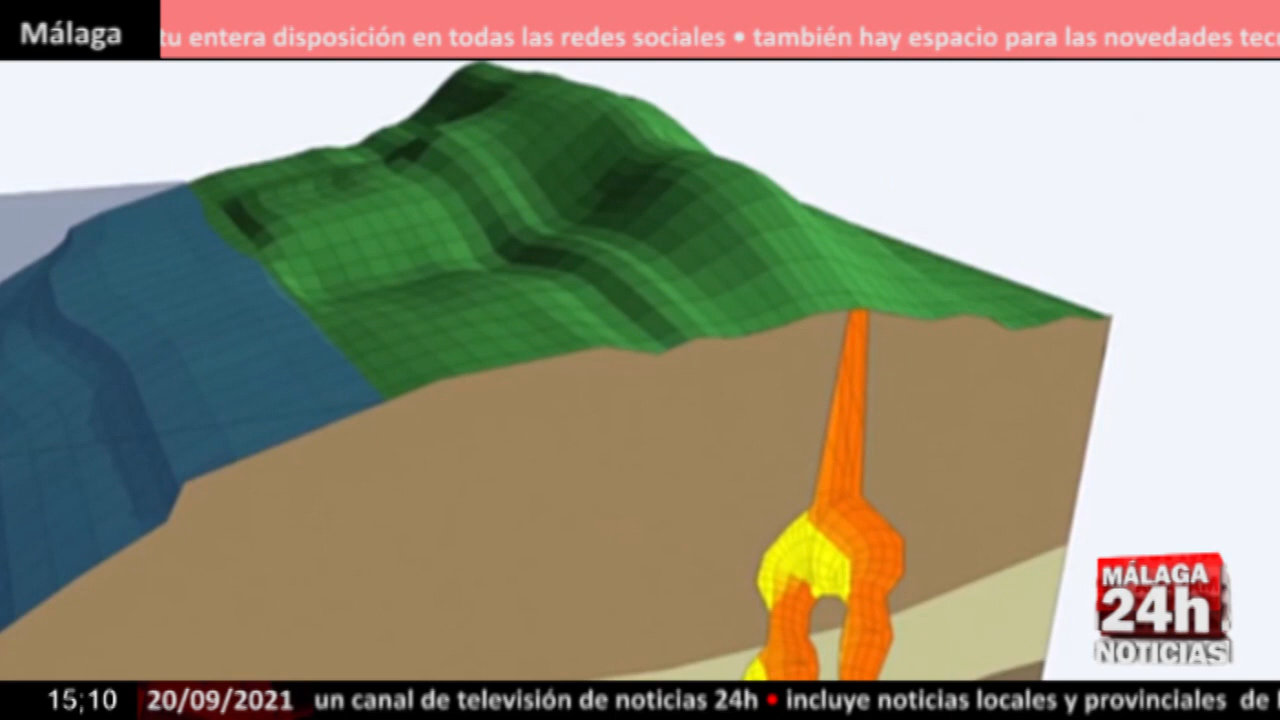 Málaga
tu entera disposición en todas las redes sociales • también hay espacio para las novedades
MÁLAGA
24h
NOTICIAS
15:10 20/09/2021 un canal de televisión de noticias 24h • incluye noticias locales y provinciales de